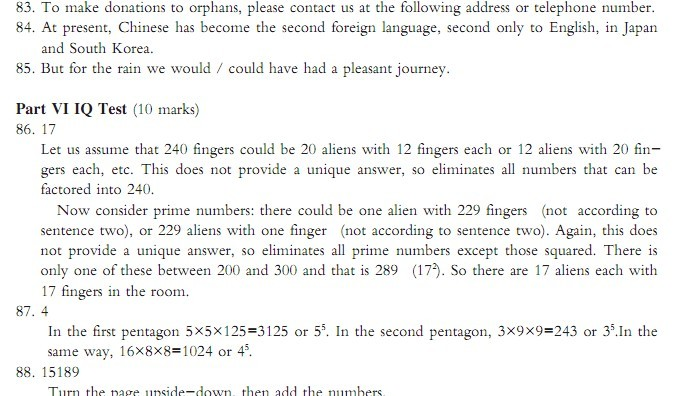 83. To make donations to orphans, please contact us at the following address or telephone number.
84. At present, Chinese has become the second foreign language, second only to English, in Japan
and South Korea.
85. But for the rain we would / could have had a pleasant journey.
Part VI IQ Test (10 marks)
86. 17
Let us assume that 240 fingers could be 20 aliens with 12 fingers each or 12 aliens with 20 fin-
gers each, etc. This does not provide a unique answer, so eliminates all numbers that can be
factored into 240.
Now consider prime numbers: there could be one alien with 229 fingers (not according to
sentence two), or 229 aliens with one finger (not according to sentence two). Again, this does
not provide a unique answer, so eliminates all prime numbers except those squared. There is
only one of these between 200 and 300 and that is 289 (17²). So there are 17 aliens each with
17 fingers in the room.
87. 4
In the first pentagon 5×5×125=3125 or 5⁵. In the second pentagon, 3×9×9=243 or 3⁵.In the
same way, 16×8×8=1024 or 4⁵.
88. 15189
Turn the page upside-down, then add the numbers.